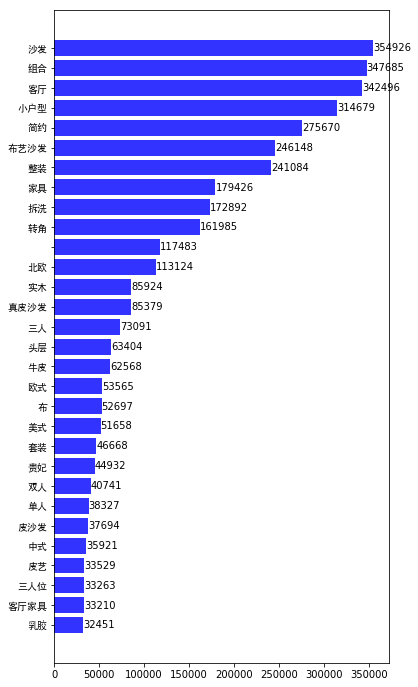 沙发 354926
组合 347685
客厅 342496
小户型 314679
简约 275670
布艺沙发 246148
整装 241084
家具 179426
拆洗 172892
转角 161985
117483
北欧 113124
实木 85924
真皮沙发 85379
三人 73091
头层 63404
牛皮 62568
欧式 53565
布 52697
美式 51658
套装 46668
贵妃 44932
双人 40741
单人 38327
皮沙发 37694
中式 35921
皮艺 33529
三人位 33263
客厅家具 33210
乳胶 32451
0 50000 100000 150000 200000 250000 300000 350000